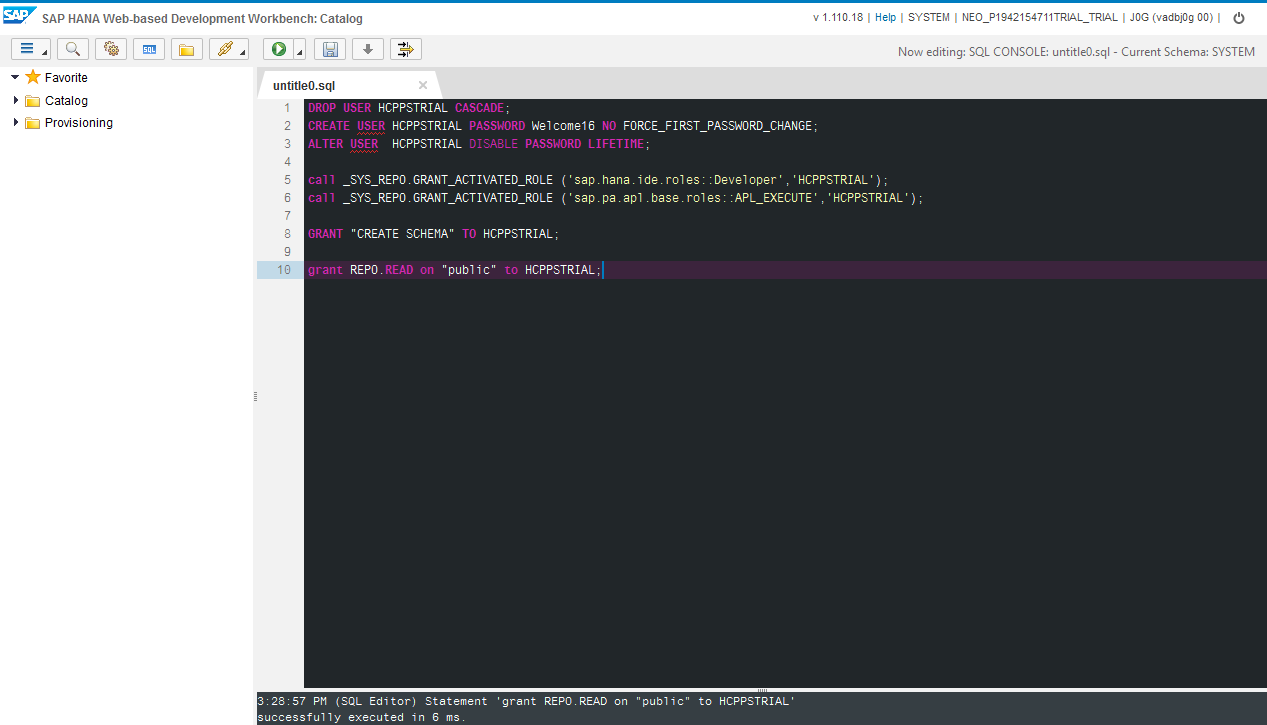 SAP SAP HANA Web-based Development Workbench: Catalog
v 1.110.18 | Help | SYSTEM | NEO_P1942154711TRIAL_TRIAL | J0G (vadbj0g 00) |
SQL
Now editing: SQL CONSOLE: untitle0.sql - Current Schema: SYSTEM
Favorite
Catalog
Provisioning
untitle0.sql
1 DROP USER HCPPSTRIAL CASCADE;
2 CREATE USER HCPPSTRIAL PASSWORD Welcome16 NO FORCE_FIRST_PASSWORD_CHANGE;
3 ALTER USER  HCPPSTRIAL DISABLE PASSWORD LIFETIME;
4
5 call _SYS_REPO.GRANT_ACTIVATED_ROLE ('sap.hana.ide.roles::Developer','HCPPSTRIAL');
6 call _SYS_REPO.GRANT_ACTIVATED_ROLE ('sap.pa.apl.base.roles::APL_EXECUTE','HCPPSTRIAL');
7
8 GRANT "CREATE SCHEMA" TO HCPPSTRIAL;
9
10 grant REPO.READ on "public" to HCPPSTRIAL;
3:28:57 PM (SQL Editor) Statement 'grant REPO.READ on "public" to HCPPSTRIAL'
successfully executed in 6 ms.